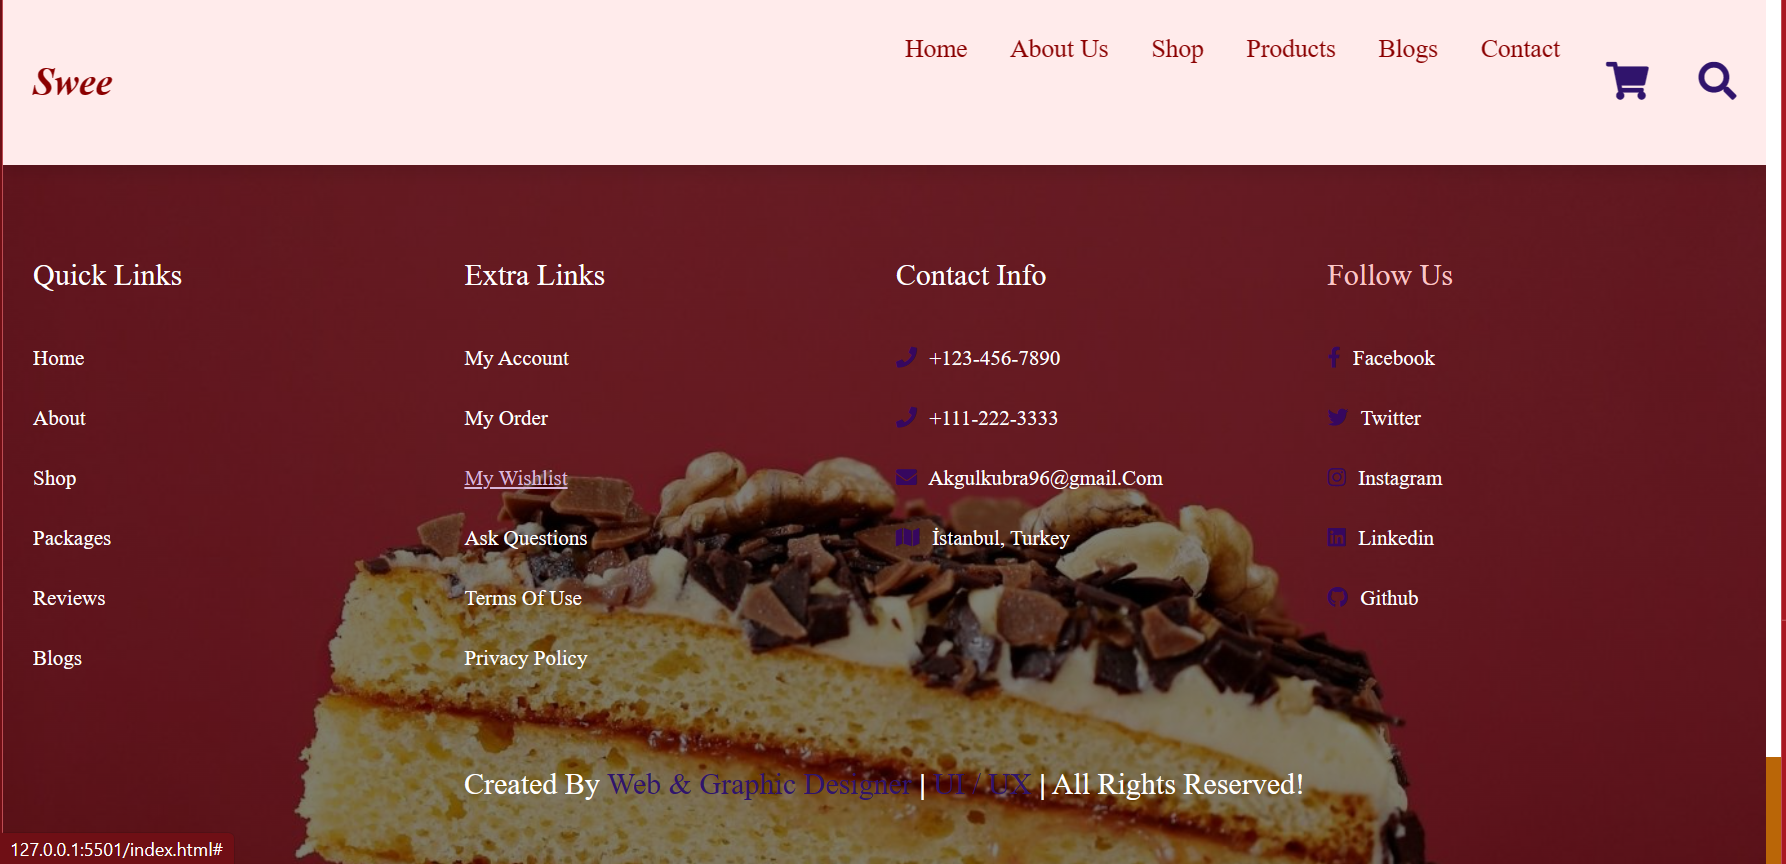 Swee
Home About Us Shop Products Blogs Contact
Quick Links
Home
About
Shop
Packages
Reviews
Blogs
Extra Links
My Account
My Order
My Wishlist
Ask Questions
Terms Of Use
Privacy Policy
Contact Info
+123-456-7890
+111-222-3333
Akgulkubra96@gmail.Com
İstanbul, Turkey
Follow Us
Facebook
Twitter
Instagram
Linkedin
Github
Created By Web & Graphic Designer | UI / UX | All Rights Reserved!
127.0.0.1:5501/index.html#